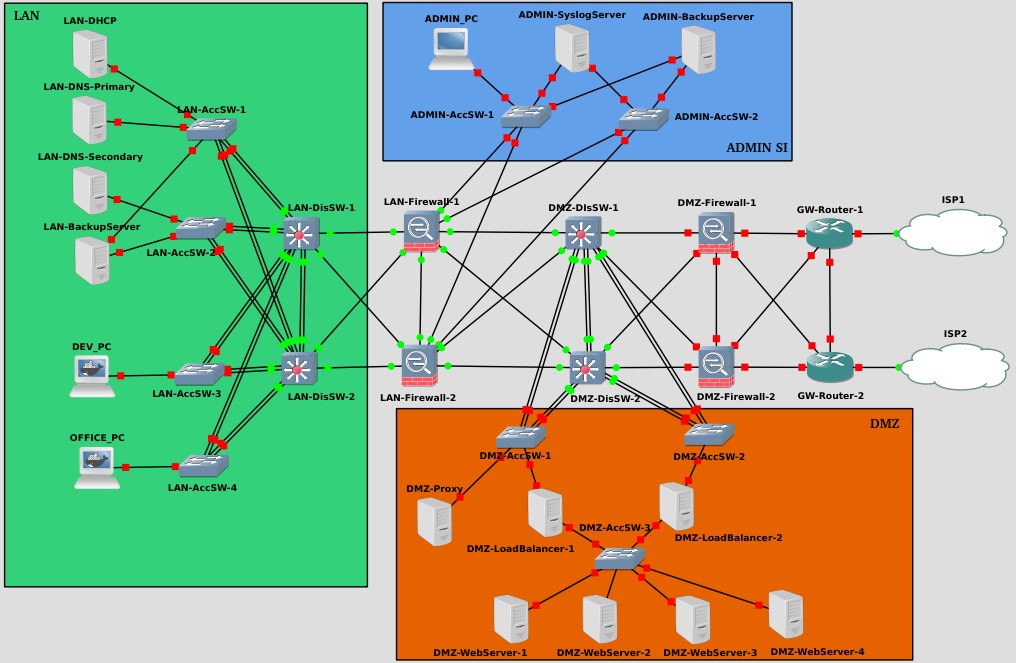 LAN
LAN-DHCP
LAN-DNS-Primary
LAN-AccSW-1
LAN-DNS-Secondary
LAN-BackupServer
LAN-AccSW-2
LAN-DisSW-1
DEV_PC
LAN-AccSW-3
LAN-DisSW-2
OFFICE_PC
LAN-AccSW-4
ADMIN_PC
ADMIN-SyslogServer
ADMIN-BackupServer
ADMIN-AccSW-1
ADMIN-AccSW-2
ADMIN SI
LAN-Firewall-1
DMZ-DIsSW-1
DMZ-Firewall-1
GW-Router-1
ISP1
LAN-Firewall-2
DMZ-DisSW-2
DMZ-Firewall-2
GW-Router-2
ISP2
DMZ
DMZ-AccSW-1
DMZ-AccSW-2
DMZ-Proxy
DMZ-LoadBalancer-1
DMZ-AccSW-3
DMZ-LoadBalancer-2
DMZ-WebServer-1
DMZ-WebServer-2
DMZ-WebServer-3
DMZ-WebServer-4